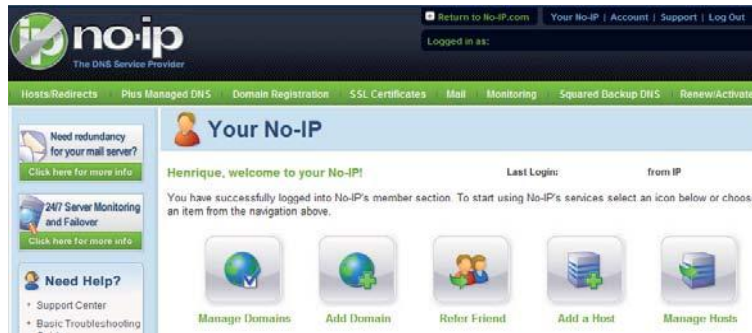 Return to No-IP.com
Your No-IP | Account | Support | Log Out
ip no-ip
The DNS Service Provider
Logged in as:
Hosts/Redirects
Plus Managed DNS
Domain Registration
SSL Certificates
Mail
Monitoring
Squared Backup DNS
Renew/Activate
Need redundancy
for your mail server?
Click here for more info
24/7 Server Monitoring
and Failover
Click here for more info
Need Help?
Support Center
Basic Troubleshooting
Your No-IP
Henrique, welcome to your No-IP!
Last Login:
from IP
You have successfully logged into No-IP's member section. To start using No-IP's services select an icon below or choos
an item from the navigation above.
Manage Domains
Add Domain
Refer Friend
Add a Host
Manage Hosts